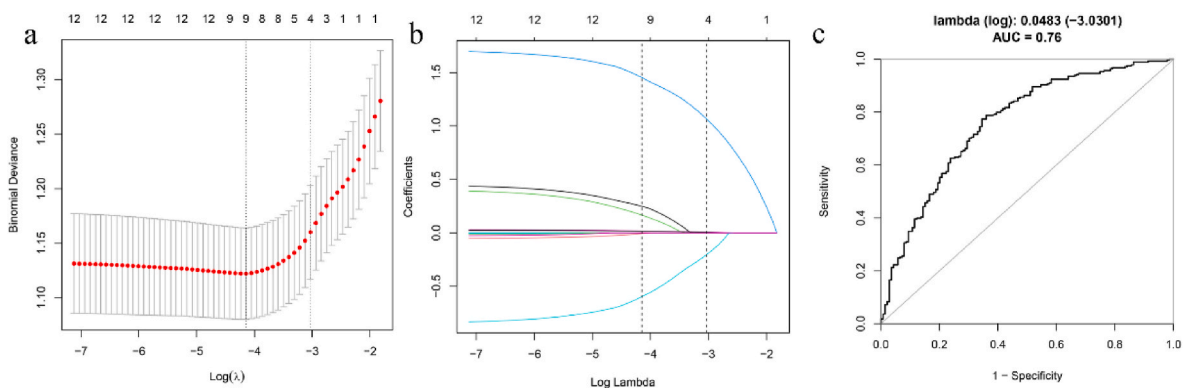 a
12 12 12 12 12 9 9 8 8 5 4 3 1 1 1
Binomial Deviance
1.30
1.25
1.20
1.15
1.10
−7 −6 −5 −4 −3 −2
Log(λ)
b
12 12 12 9 4 1
Coefficients
1.5
1.0
0.5
0.0
−0.5
−7 −6 −5 −4 −3 −2
Log Lambda
c
lambda (log): 0.0483 (−3.0301)
AUC = 0.76
Sensitivity
1.0
0.8
0.6
0.4
0.2
0.0
0.0 0.2 0.4 0.6 0.8 1.0
1 − Specificity